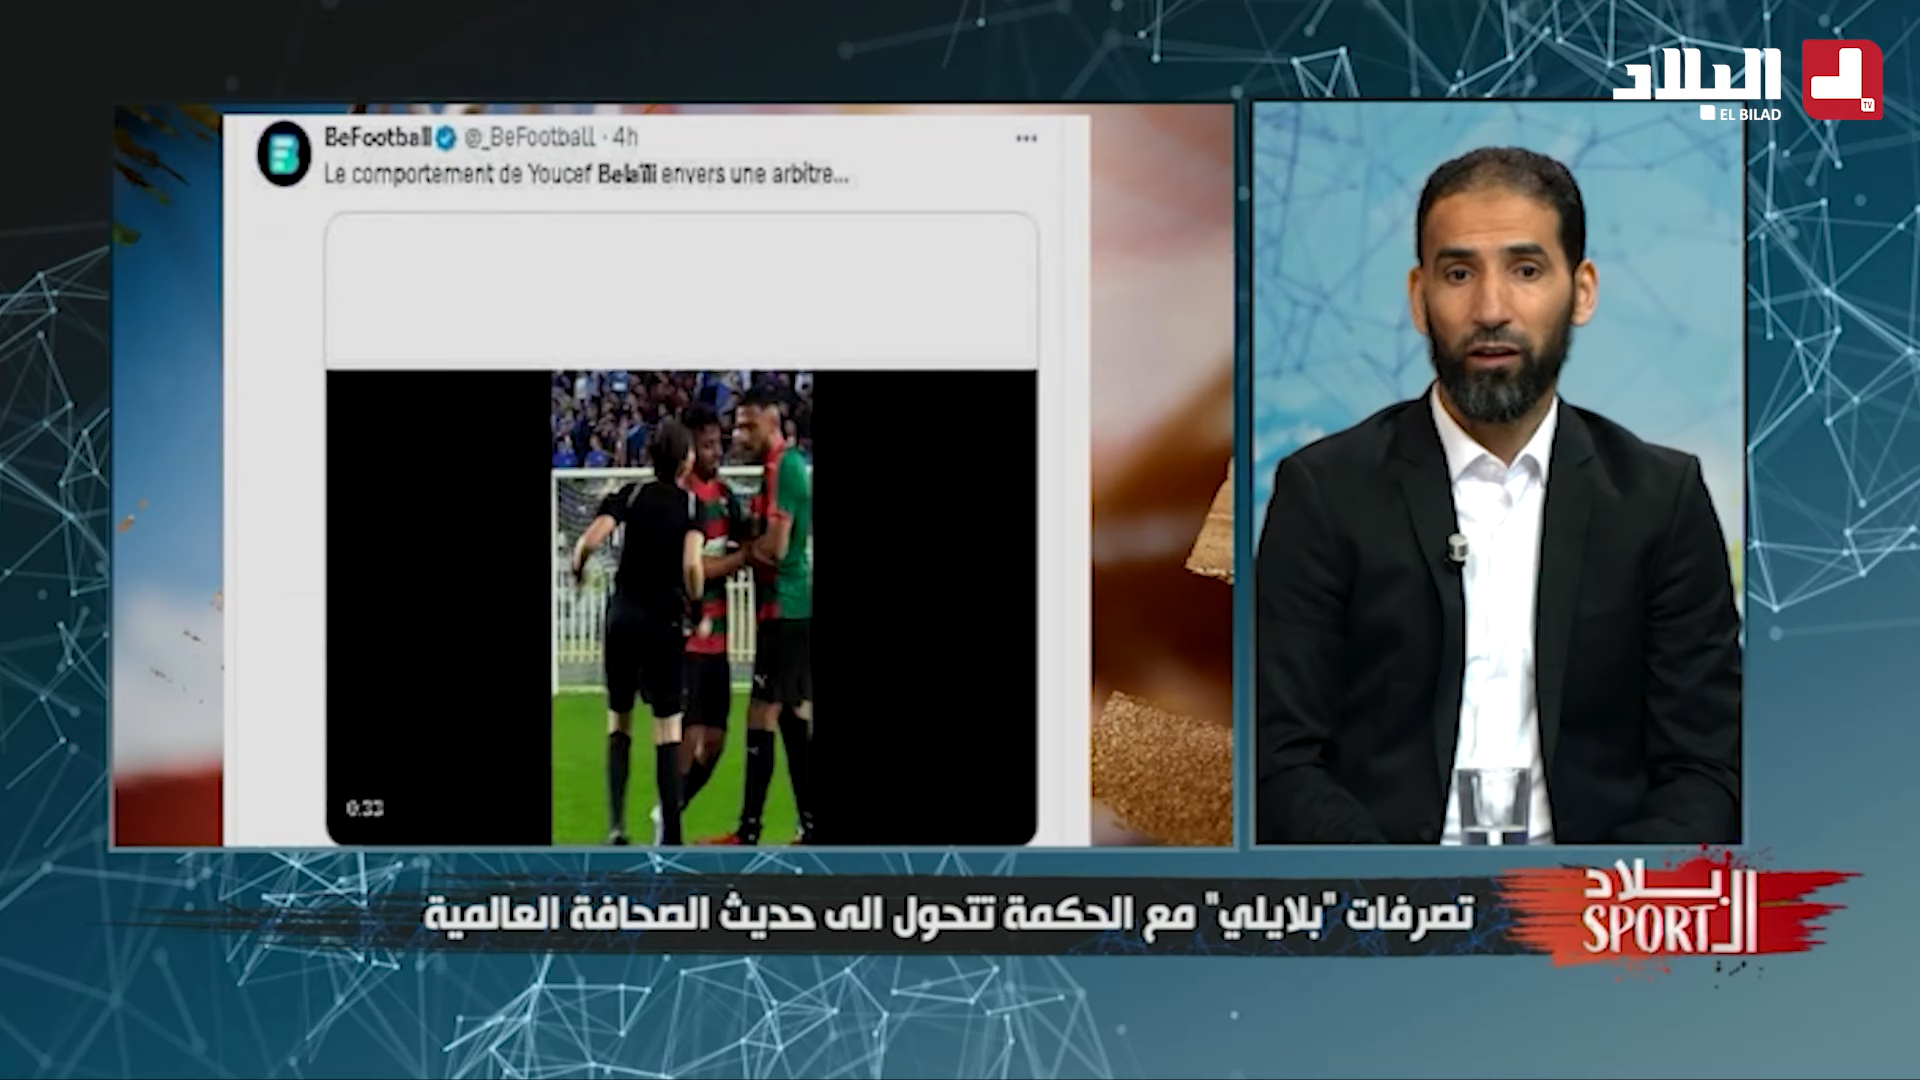 البلاد
EL BILAD
TV
BeFootball @_BeFootball · 4h
Le comportement de Youcef Belaïli envers une arbitre...
0:33
تصرفات "بلايلي" مع الحكمة تتحول الى حديث الصحافة العالمية
البلاد
SPORT